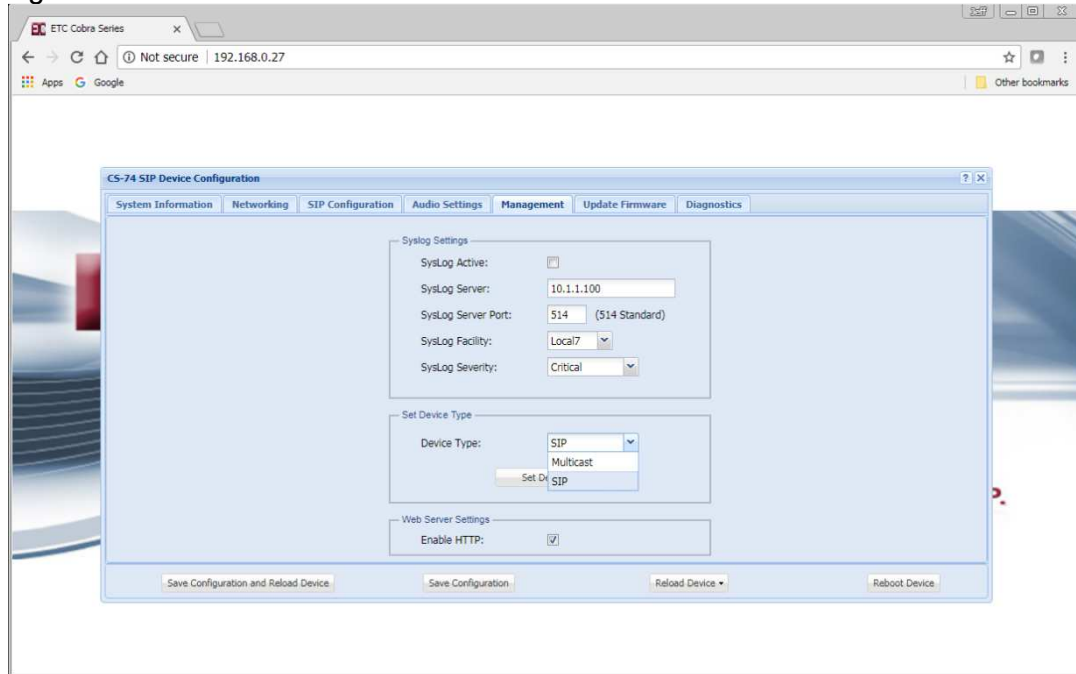 ETC Cobra Series
Not secure | 192.168.0.27
Apps G Google Other bookmarks
CS-74 SIP Device Configuration
System Information Networking SIP Configuration Audio Settings Management Update Firmware Diagnostics
Syslog Settings
SysLog Active:
SysLog Server: 10.1.1.100
SysLog Server Port: 514 (514 Standard)
SysLog Facility: Local7
SysLog Severity: Critical
Set Device Type
Device Type: SIP
Multicast
Set SIP
P.
Web Server Settings
Enable HTTP:
Save Configuration and Reload Device Save Configuration Reload Device Reboot Device